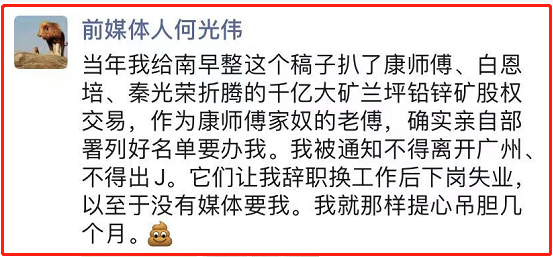 前媒体人何光伟
当年我给南早整这个稿子扒了康师傅、白恩
培、秦光荣折腾的千亿大矿兰坪铅锌矿股权
交易，作为康师傅家奴的老傅，确实亲自部
署列好名单要办我。我被通知不得离开广州、
不得出J。它们让我辞职换工作后下岗失业，
以至于没有媒体要我。我就那样提心吊胆几
个月。💩